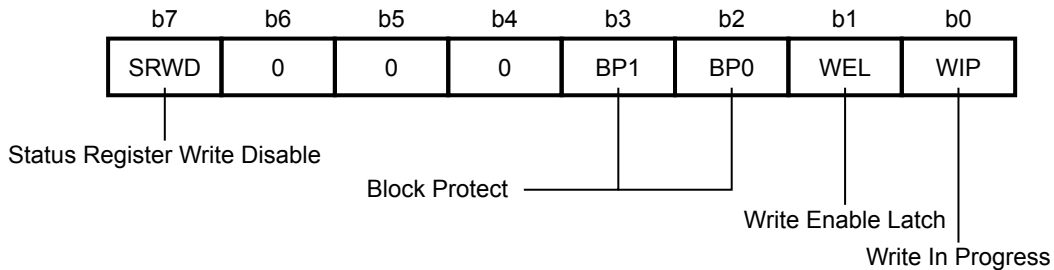 b7 b6 b5 b4 b3 b2 b1 b0
SRWD 0 0 0 BP1 BP0 WEL WIP
Status Register Write Disable
Block Protect
Write Enable Latch
Write In Progress